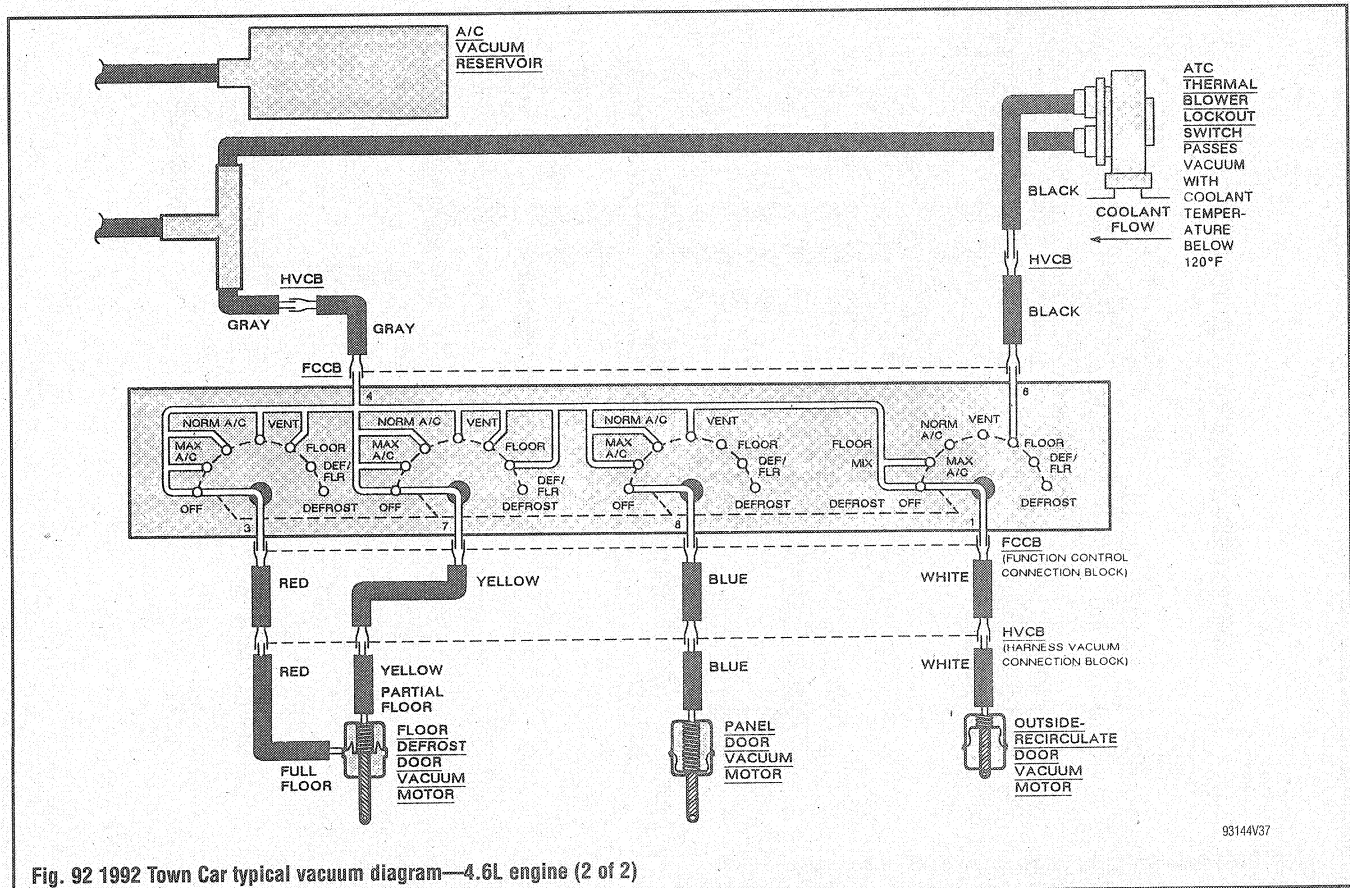 A/C
VACUUM
RESERVOIR
ATC
THERMAL
BLOWER
LOCKOUT
SWITCH
PASSES
VACUUM
WITH
COOLANT
TEMPER-
ATURE
BELOW
120°F
BLACK
COOLANT
FLOW
HVCB
BLACK
HVCB
GRAY
GRAY
FCCB
4
6
NORM A/C
VENT
MAX
A/C
FLOOR
DEF/
FLR
OFF
DEFROST
3
NORM A/C
VENT
MAX
A/C
FLOOR
DEF/
FLR
OFF
DEFROST
7
NORM A/C
VENT
MAX
A/C
FLOOR
DEF/
FLR
OFF
DEFROST
8
NORM
A/C
VENT
FLOOR
MIX
MAX
A/C
FLOOR
DEF/
FLR
DEFROST
OFF
DEFROST
1
RED
YELLOW
BLUE
WHITE
FCCB
(FUNCTION CONTROL
CONNECTION BLOCK)
HVCB
(HARNESS VACUUM
CONNECTION BLOCK)
RED
YELLOW
BLUE
WHITE
PARTIAL
FLOOR
FULL
FLOOR
FLOOR
DEFROST
DOOR
VACUUM
MOTOR
PANEL
DOOR
VACUUM
MOTOR
OUTSIDE-
RECIRCULATE
DOOR
VACUUM
MOTOR
93144V37
Fig. 92 1992 Town Car typical vacuum diagram—4.6L engine (2 of 2)